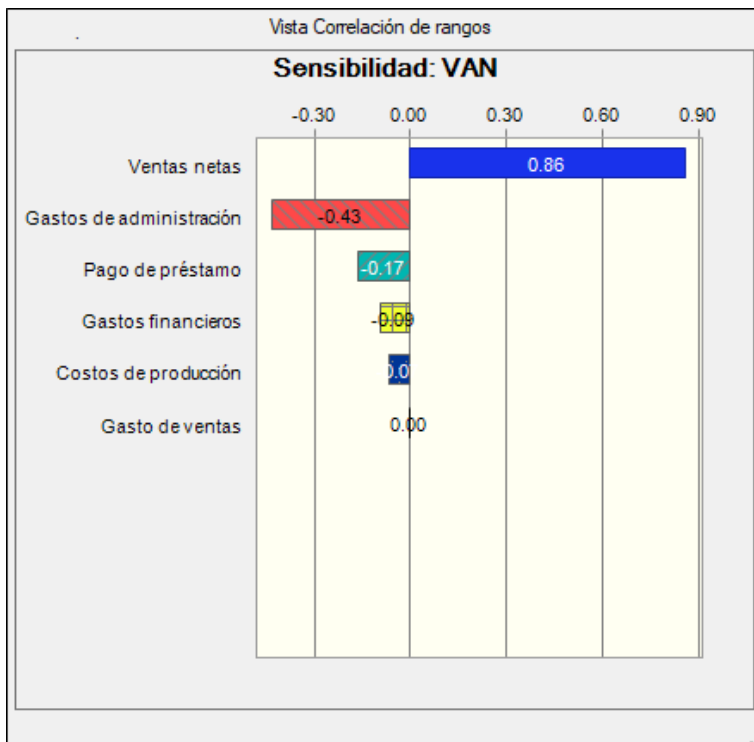 Vista Correlación de rangos
Sensibilidad: VAN
-0.30 0.00 0.30 0.60 0.90
Ventas netas 0.86
Gastos de administración -0.43
Pago de préstamo -0.17
Gastos financieros -0.09
Costos de producción
Gasto de ventas 0.00